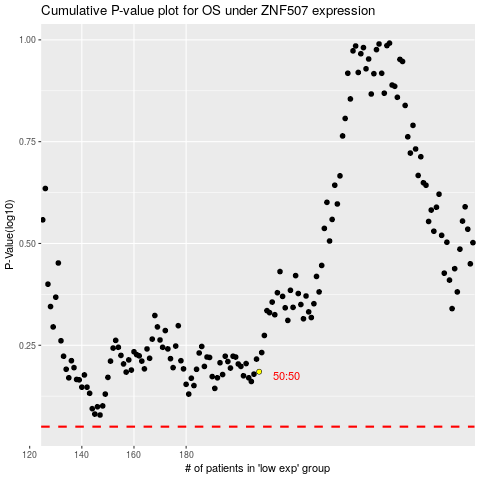 Cumulative P-value plot for OS under ZNF507 expression
P-Value(log10)
1.00
0.75
0.50
0.25
50:50
120 140 160 180
# of patients in 'low exp' group